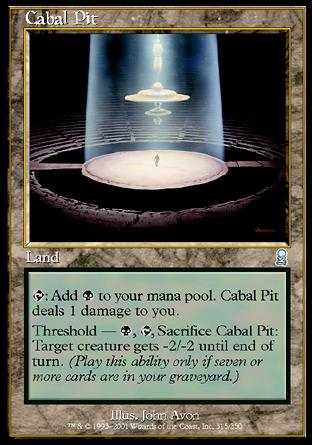 Cabal Pit
Land
: Add to your mana pool. Cabal Pit
deals 1 damage to you.
Threshold — , , Sacrifice Cabal Pit:
Target creature gets -2/-2 until end of
turn. (Play this ability only if seven or
more cards are in your graveyard.)
Illus. John Avon
™ & © 1993–2001 Wizards of the Coast, Inc. 315/350